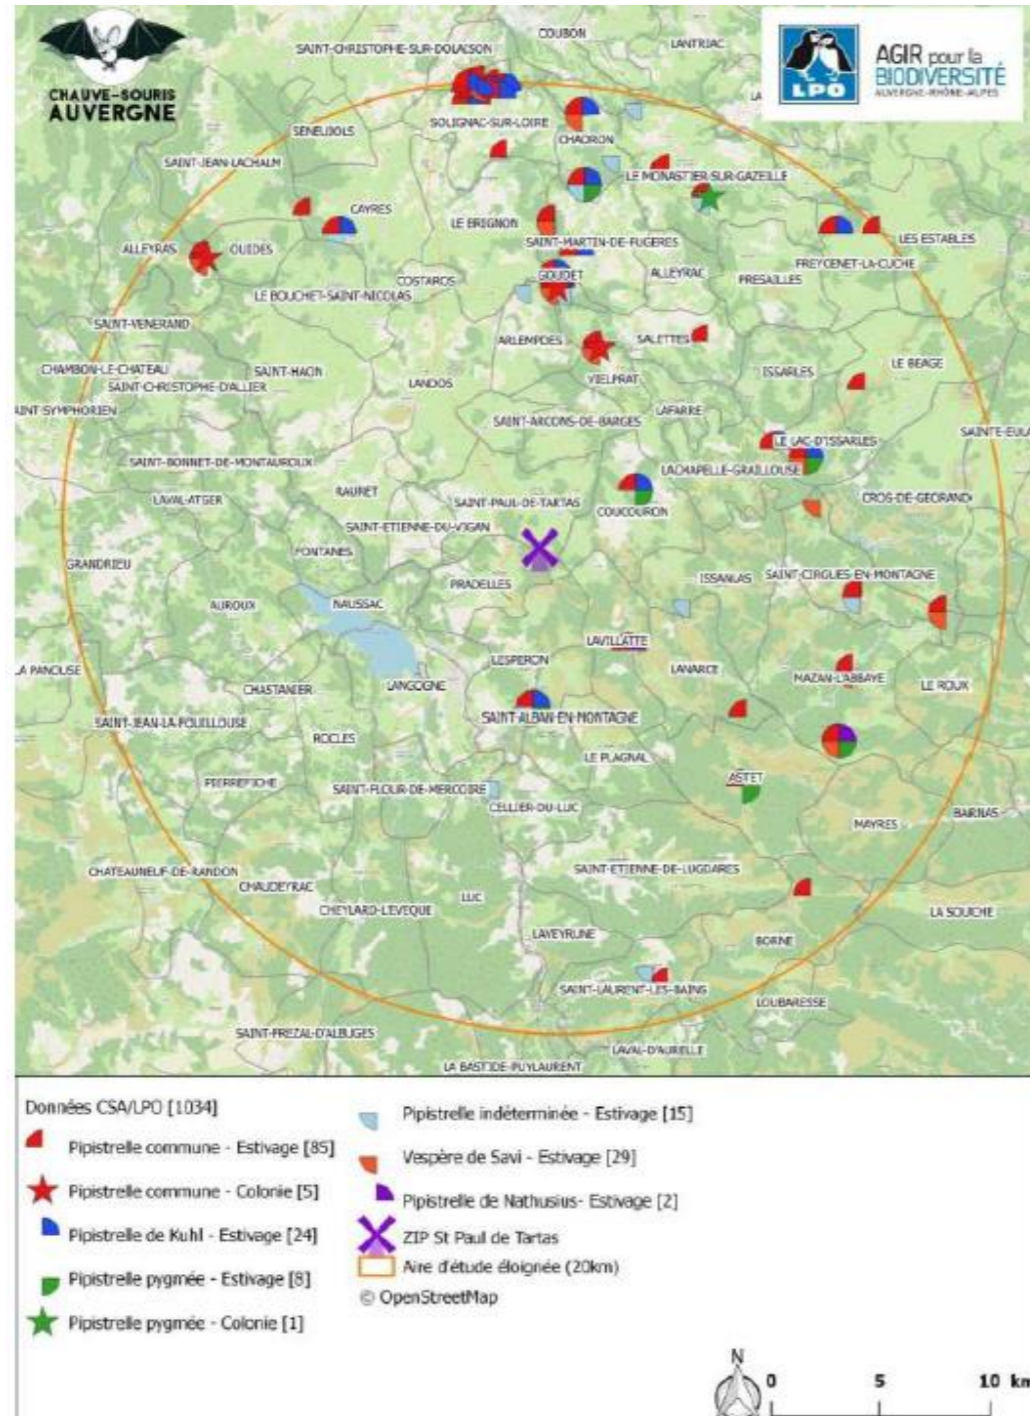 CHAUVE-SOURIS
AUVERGNE
LPO
AGIR pour la
BIODIVERSITÉ
AUVERGNE-RHÔNE-ALPES
COUBON
SAINT-CHRISTOPHE-SUR-DOLAISON
LANTRIAC
SOLIGNAC-SUR-LOIRE
SENEUJOLS
CHADRON
SAINT-JEAN-LACHALM
LE MONASTIER-SUR-GAZEILLE
CAYRES
LE BRIGNON
ALLEYRAS
OUIDES
SAINT-MARTIN-DE-FUGERES
LES ESTABLES
FREYCENET-LA-CUCHE
COSTAROS
GOUDET
ALLEYRAC
PRESAILLES
LE BOUCHET-SAINT-NICOLAS
SAINT-VENERAND
ARLEMPDES
SALETTES
CHAMBON-LE-CHATEAU
SAINT-HAON
LE BEAGE
SAINT-CHRISTOPHE-D'ALLIER
LANDOS
VIELPRAT
ISSARLES
AINT-SYMPHORIEN
SAINT-ARCONS-DE-BARGES
LAFARRE
SAINTE-EULA
LE LAC-D'ISSARLES
SAINT-BONNET-DE-MONTAUROUX
LACHAPELLE-GRAILLOUSE
RAURET
LAVAL-ATGER
SAINT-PAUL-DE-TARTAS
CROS-DE-GEORAND
COUCOURON
SAINT-ETIENNE-DU-VIGAN
FONTANES
GRANDRIEU
PRADELLES
ISSANLAS
SAINT-CIRGUES-EN-MONTAGNE
AUROUX
NAUSSAC
LAVILLATTE
LA PANOUSE
LESPERON
LANARCE
MAZAN-L'ABBAYE
LE ROUX
CHASTANIER
LANGOGNE
SAINT-JEAN-LA-FOUILLOUSE
SAINT-ALBAN-EN-MONTAGNE
ROCLES
LE PLAGNAL
PIERREFICHE
SAINT-FLOUR-DE-MERCOIRE
ASTET
CELLIER-DU-LUC
MAYRES
BARNAS
CHATEAUNEUF-DE-RANDON
SAINT-ETIENNE-DE-LUGDARES
CHAUDEYRAC
LUC
CHEYLARD-L'EVEQUE
LA SOUCHE
LAVEYRUNE
BORNE
SAINT-LAURENT-LES-BAINS
LOUBARESSE
SAINT-FREZAL-D'ALBUGES
LAVAL-D'AURELLE
LA BASTIDE-PUYLAURENT
Données CSA/LPO [1034]
Pipistrelle commune - Estivage [85]
Pipistrelle commune - Colonie [5]
Pipistrelle de Kuhl - Estivage [24]
Pipistrelle pygmée - Estivage [8]
Pipistrelle pygmée - Colonie [1]
Pipistrelle indéterminée - Estivage [15]
Vespère de Savi - Estivage [29]
Pipistrelle de Nathusius- Estivage [2]
ZIP St Paul de Tartas
Aire d'étude éloignée (20km)
© OpenStreetMap
N
0 5 10 km